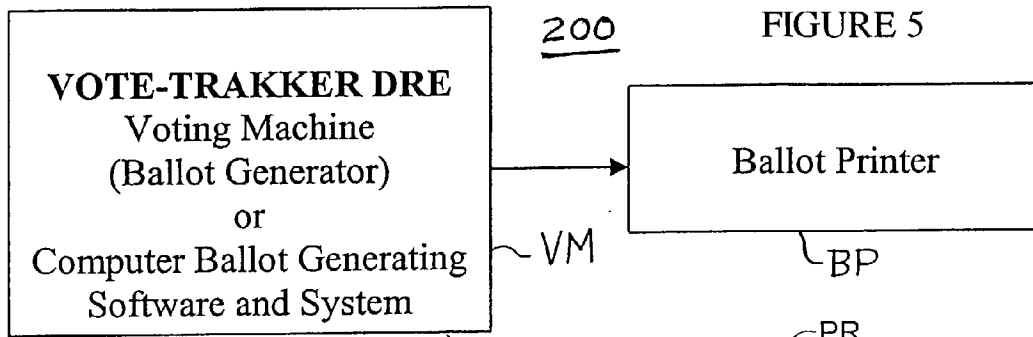 200
FIGURE 5
VOTE-TRAKKER DRE
Voting Machine
(Ballot Generator)
or
Computer Ballot Generating
Software and System
VM
Ballot Printer
BP
PR